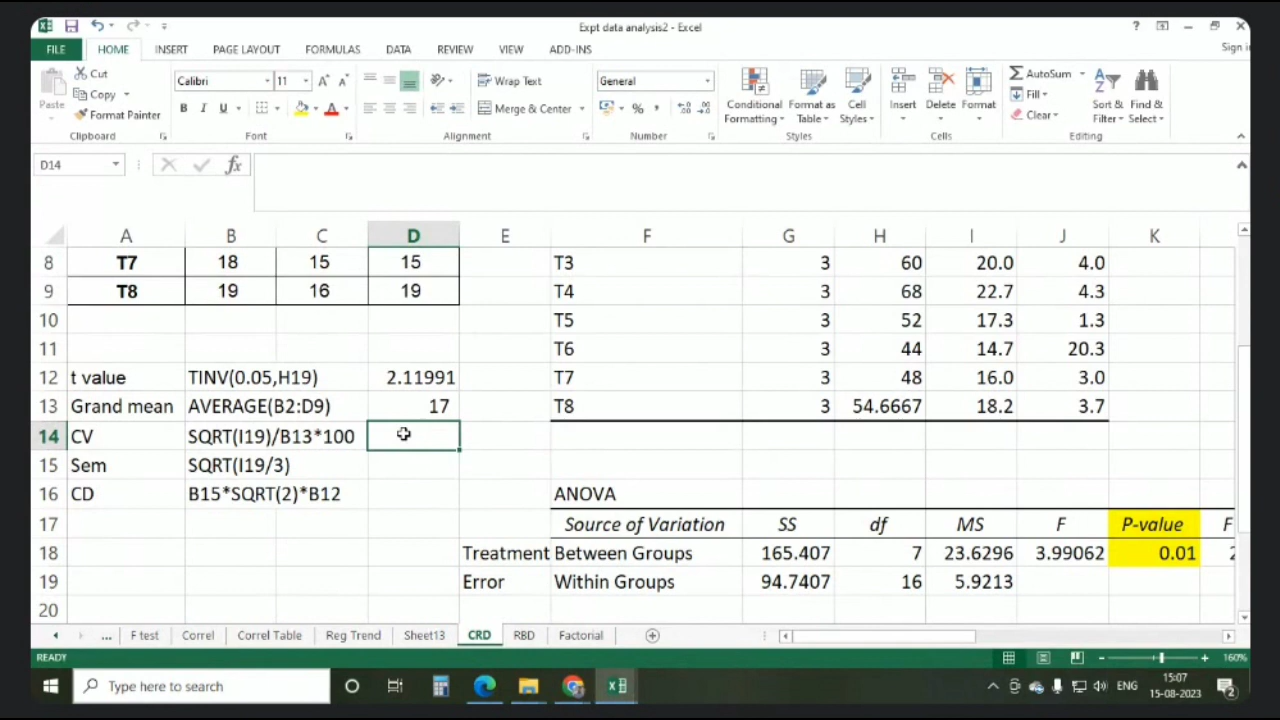 Expt data analysis2 - Excel
Sign in
FILE HOME INSERT PAGE LAYOUT FORMULAS DATA REVIEW VIEW ADD-INS
Paste Cut Copy Format Painter
Clipboard
Calibri 11
B I U
Font
Wrap Text
Merge & Center
Alignment
General
Number
Conditional Formatting Format as Table Cell Styles
Styles
Insert Delete Format
Cells
AutoSum Fill Clear Sort & Filter Find & Select
Editing
D14 fx
A B C D E F G H I J K
8 T7 18 15 15 T3 3 60 20.0 4.0
9 T8 19 16 19 T4 3 68 22.7 4.3
10 T5 3 52 17.3 1.3
11 T6 3 44 14.7 20.3
12 t value TINV(0.05,H19) 2.11991 T7 3 48 16.0 3.0
13 Grand mean AVERAGE(B2:D9) 17 T8 3 54.6667 18.2 3.7
14 CV SQRT(I19)/B13*100
15 Sem SQRT(I19/3)
16 CD B15*SQRT(2)*B12 ANOVA
17 Source of Variation SS df MS F P-value F
18 Treatment Between Groups 165.407 7 23.6296 3.99062 0.01 2
19 Error Within Groups 94.7407 16 5.9213
20
... F test Correl Correl Table Reg Trend Sheet13 CRD RBD Factorial
READY 160%
Type here to search ENG 15:07
15-08-2023 2